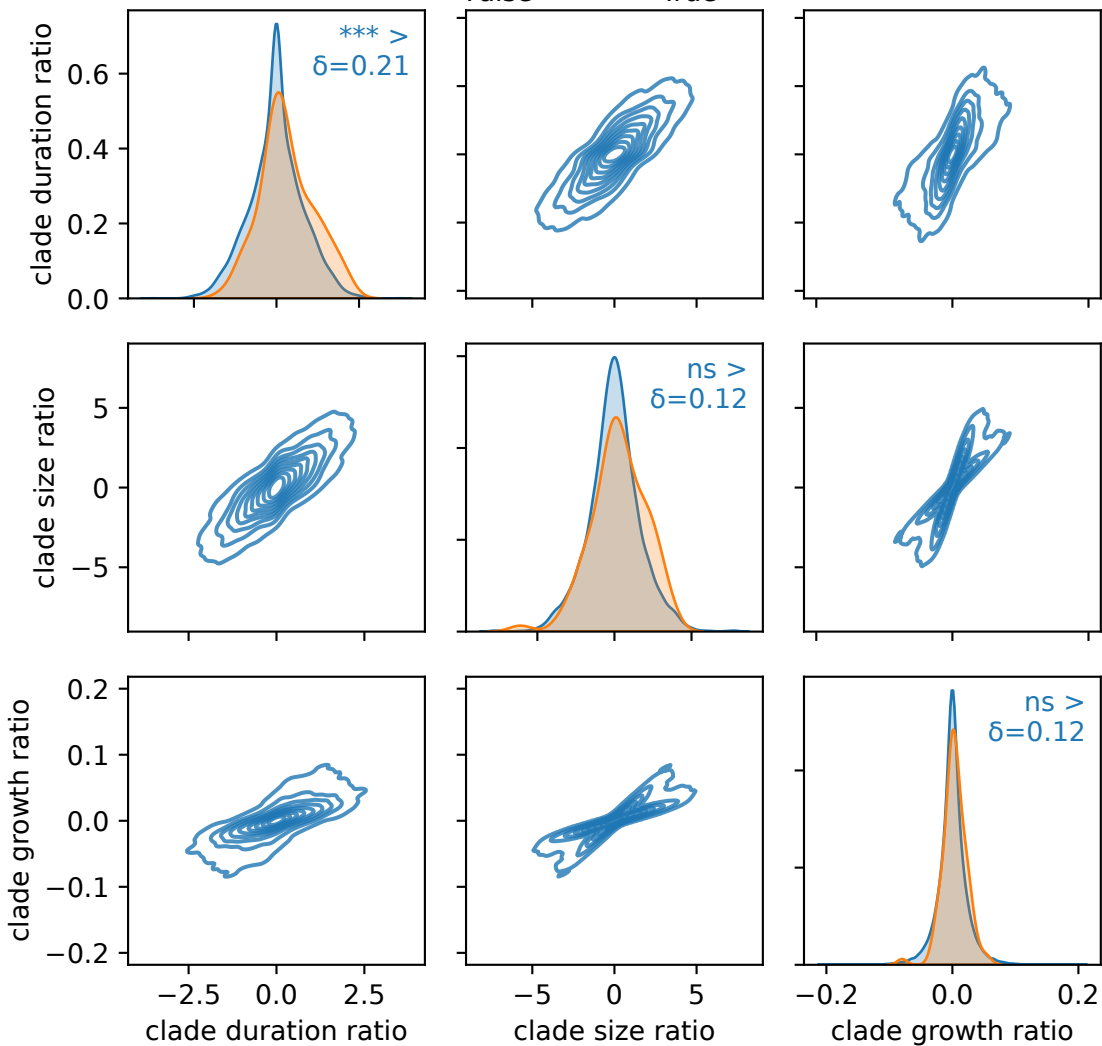 clade duration ratio
0.6
0.4
0.2
0.0
*** >
δ=0.21
clade size ratio
5
0
−5
ns >
δ=0.12
clade growth ratio
0.2
0.1
0.0
−0.1
−0.2
ns >
δ=0.12
−2.5 0.0 2.5
clade duration ratio
−5 0 5
clade size ratio
−0.2 0.0 0.2
clade growth ratio